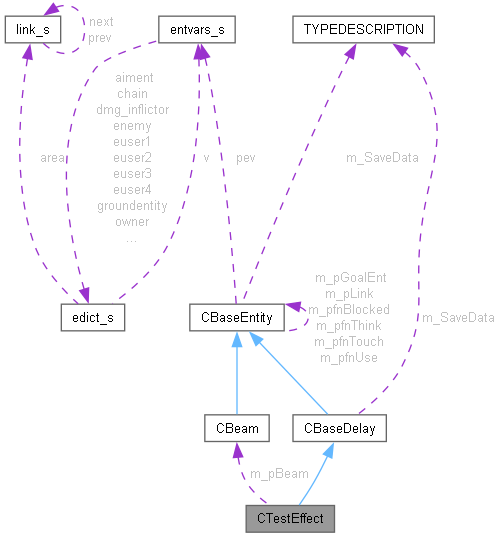 link_s
next
prev
entvars_s
TYPEDESCRIPTION
aiment
chain
dmg_inflictor
enemy
euser1
euser2
euser3
euser4
groundentity
owner
...
area
v
pev
m_SaveData
m_pGoalEnt
m_pLink
m_pfnBlocked
m_pfnThink
m_pfnTouch
m_pfnUse
edict_s
CBaseEntity
m_SaveData
CBeam
CBaseDelay
m_pBeam
CTestEffect